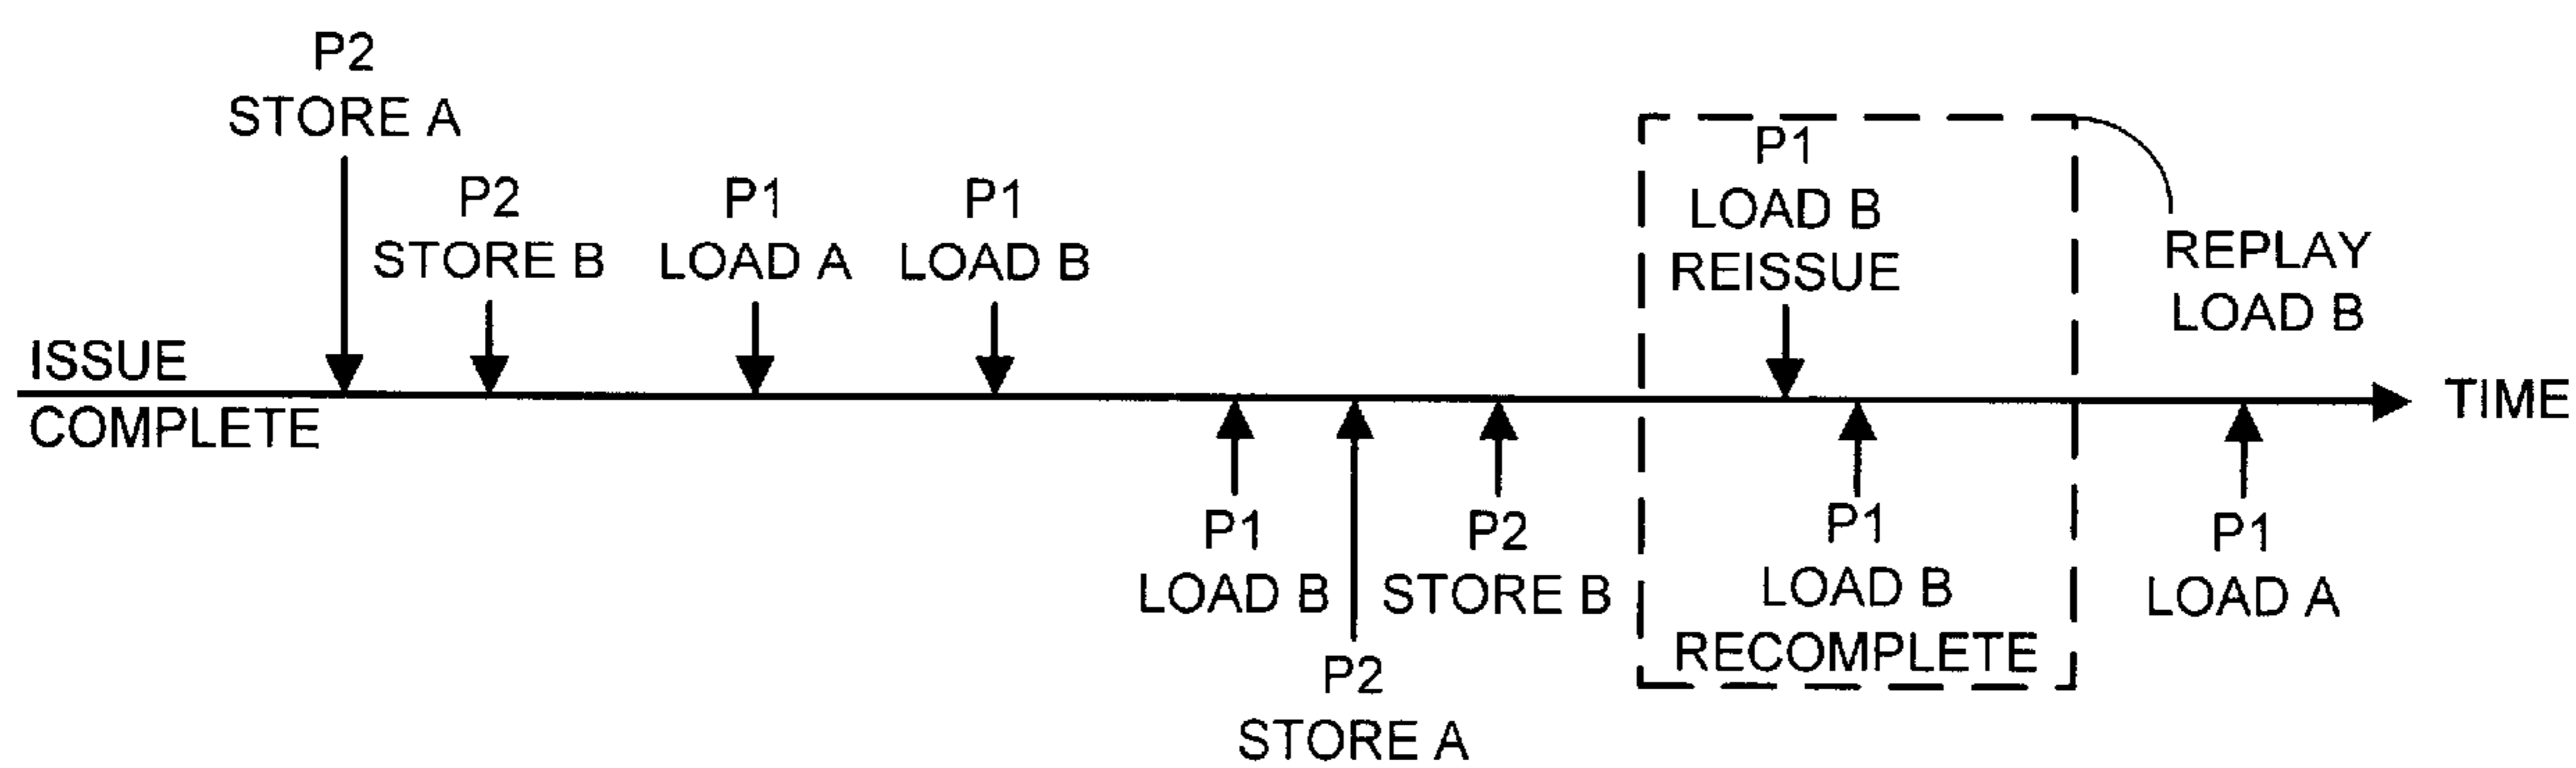 P2
STORE A
P2
STORE B
P1
LOAD A
P1
LOAD B
P1
LOAD B
REISSUE
REPLAY
LOAD B
ISSUE
COMPLETE
TIME
P1
LOAD B
P2
STORE A
P2
STORE B
P1
LOAD B
RECOMPLETE
P1
LOAD A